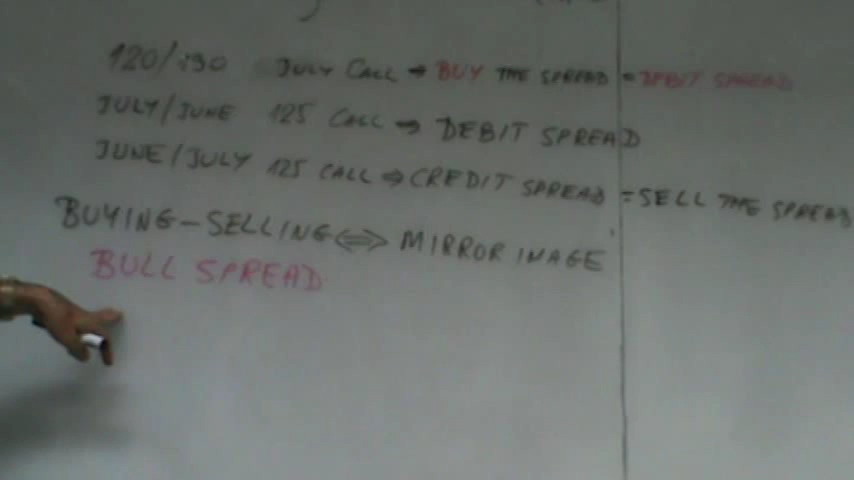 120/130 JULY CALL → BUY THE SPREAD = DEBIT SPREAD
JULY/JUNE 125 CALL → DEBIT SPREAD
JUNE/JULY 125 CALL ⇒ CREDIT SPREAD = SELL THE SPREAD
BUYING-SELLING ⇔ MIRROR IMAGE
BULL SPREAD